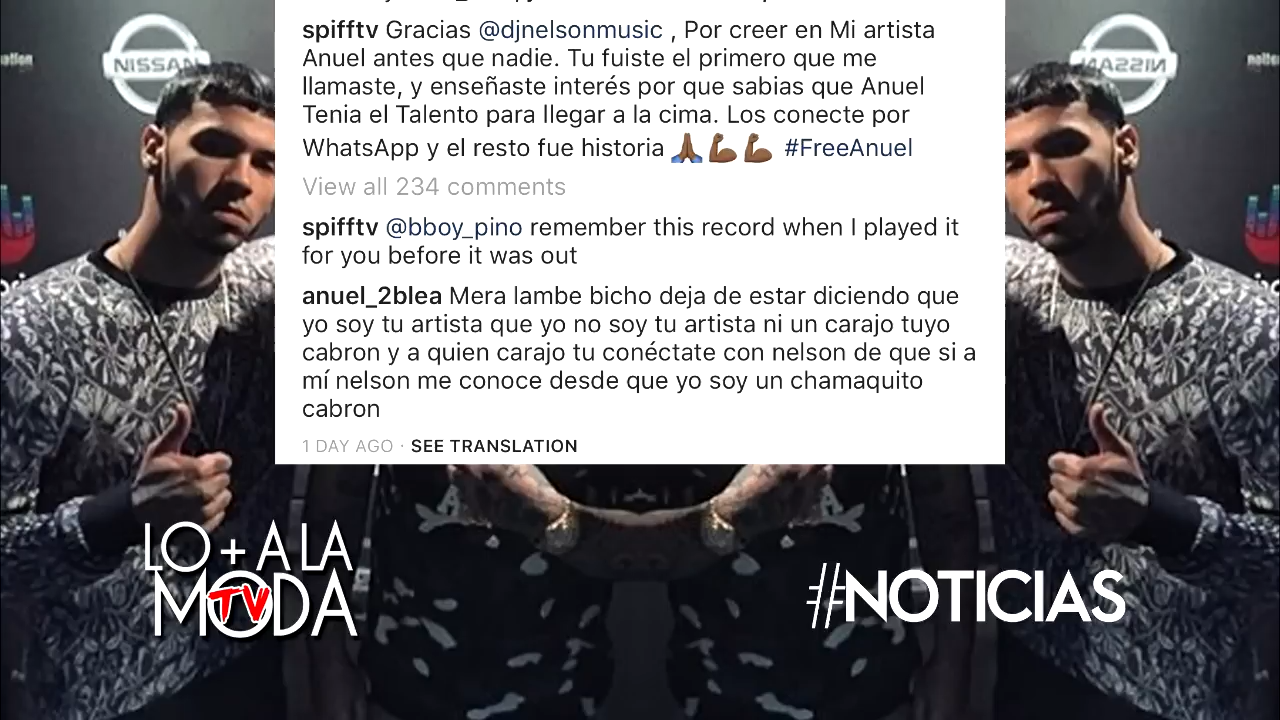 NISSAN
NISSAN
spifftv Gracias @djnelsonmusic , Por creer en Mi artista
Anuel antes que nadie. Tu fuiste el primero que me
llamaste, y enseñaste interés por que sabias que Anuel
Tenia el Talento para llegar a la cima. Los conecte por
WhatsApp y el resto fue historia 🙏🏾💪🏾💪🏾 #FreeAnuel
View all 234 comments
spifftv @bboy_pino remember this record when I played it
for you before it was out
anuel_2blea Mera lambe bicho deja de estar diciendo que
yo soy tu artista que yo no soy tu artista ni un carajo tuyo
cabron y a quien carajo tu conéctate con nelson de que si a
mí nelson me conoce desde que yo soy un chamaquito
cabron
1 DAY AGO · SEE TRANSLATION
LO + A LA
MODA
TV
#NOTICIAS